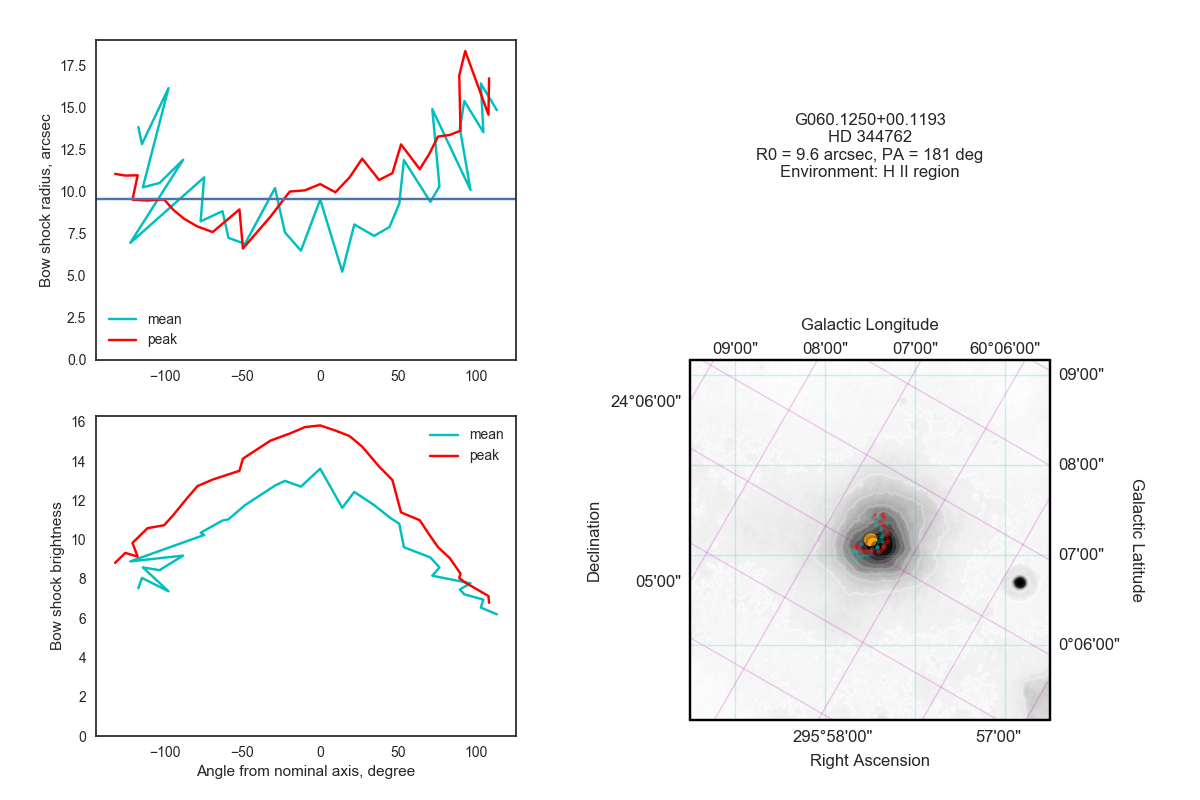 17.5
15.0
12.5
10.0
7.5
5.0
2.5
0.0
Bow shock radius, arcsec
mean
peak
−100 −50 0 50 100
16
14
12
10
8
6
4
2
0
Bow shock brightness
mean
peak
−100 −50 0 50 100
Angle from nominal axis, degree
G060.1250+00.1193
HD 344762
R0 = 9.6 arcsec, PA = 181 deg
Environment: H II region
Galactic Longitude
09'00" 08'00" 07'00" 60°06'00"
24°06'00"
05'00"
Declination
09'00"
08'00"
07'00"
0°06'00"
Galactic Latitude
295°58'00" 57'00"
Right Ascension